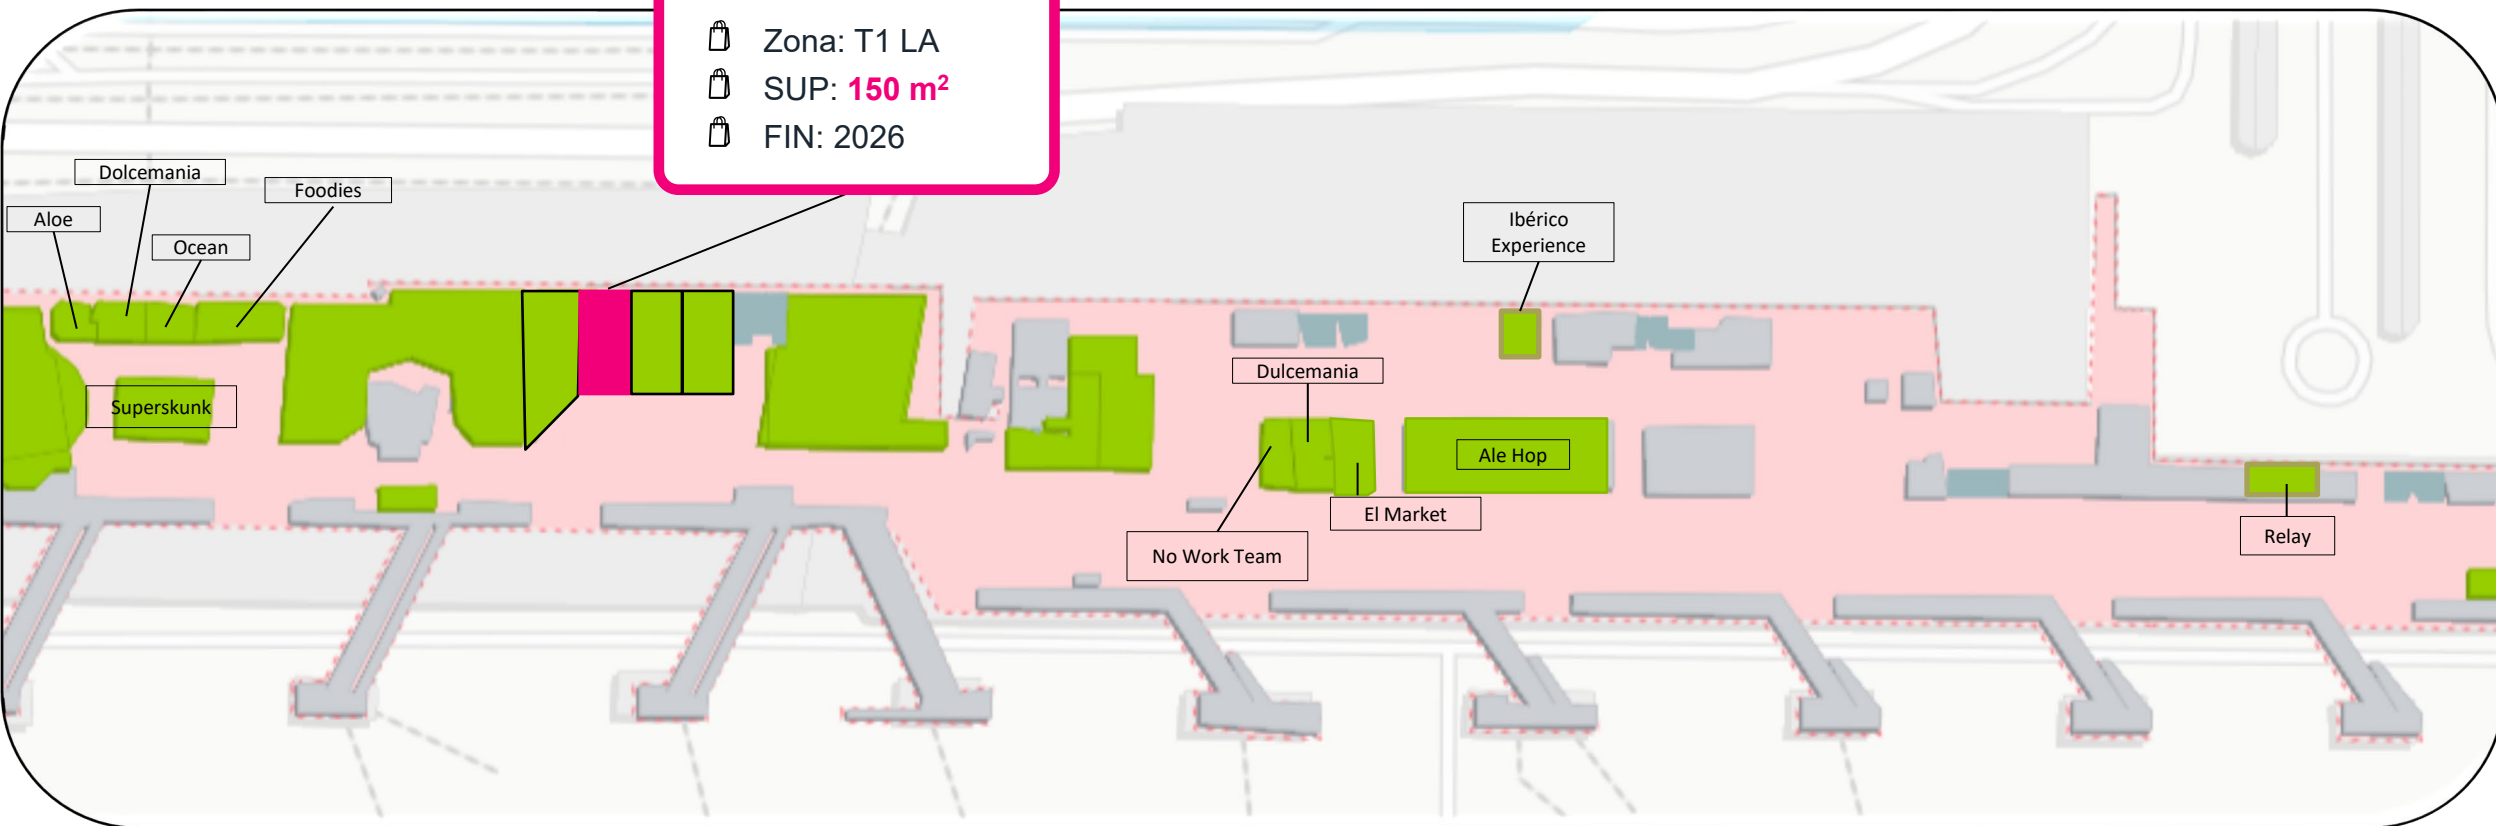 Zona: T1 LA
SUP: 150 m²
FIN: 2026
Dolcemania
Foodies
Aloe
Ocean
Ibérico
Experience
Dulcemania
Superskunk
Ale Hop
El Market
No Work Team
Relay